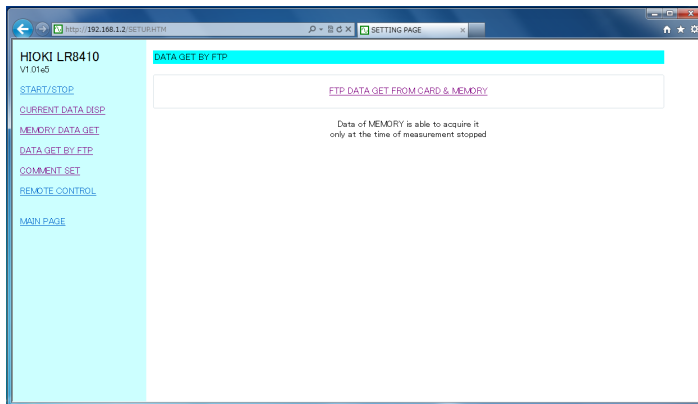 http://192.168.1.2/SETUP.HTM
SETTING PAGE
HIOKI LR8410
V1.01e5
START/STOP
CURRENT DATA DISP
MEMORY DATA GET
DATA GET BY FTP
COMMENT SET
REMOTE CONTROL
MAIN PAGE
DATA GET BY FTP
FTP DATA GET FROM CARD & MEMORY
Data of MEMORY is able to acquire it
only at the time of measurement stopped